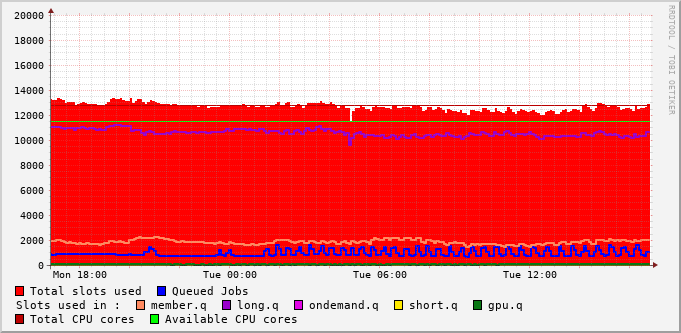 20000
18000
16000
14000
12000
10000
8000
6000
4000
2000
0
Mon 18:00 Tue 00:00 Tue 06:00 Tue 12:00
RRDTOOL / TOBI OETIKER
Total slots used Queued Jobs
Slots used in : member.q long.q ondemand.q short.q gpu.q
Total CPU cores Available CPU cores